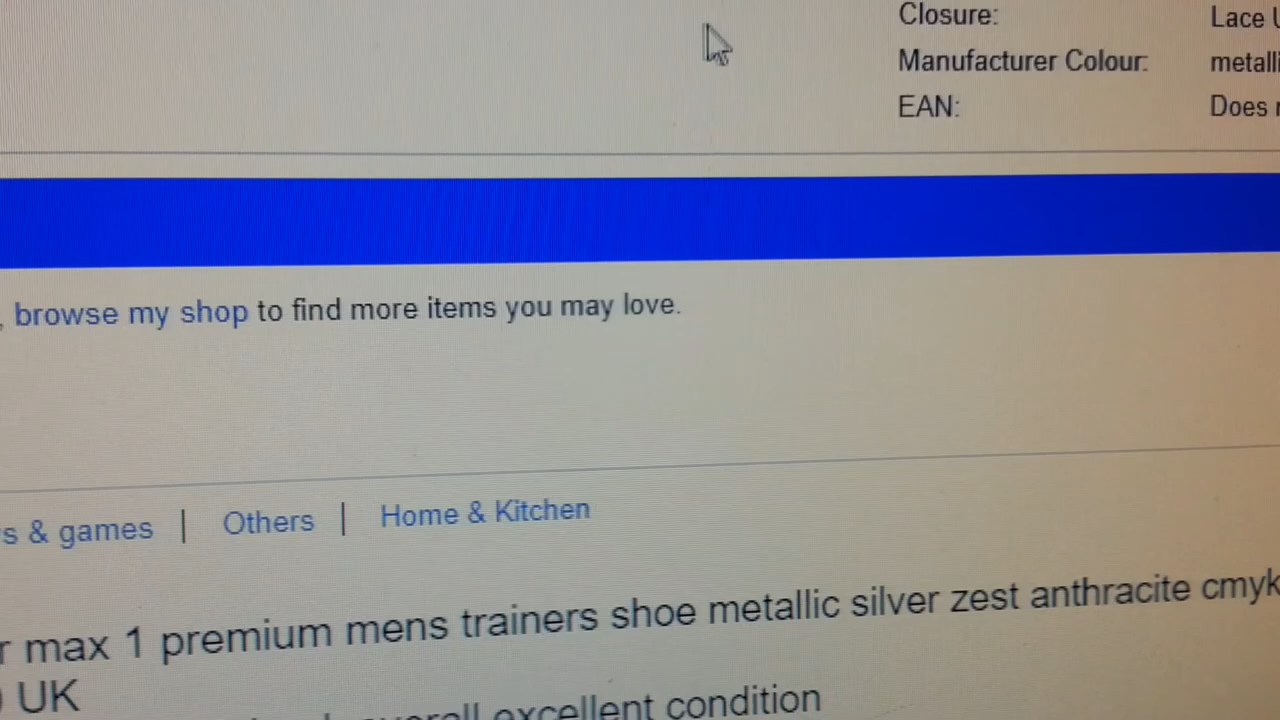 Closure: Lace
Manufacturer Colour:
EAN: Does
, browse my shop to find more items you may love.
& games | Others | Home & Kitchen
max 1 premium mens trainers shoe metallic silver zest anthracite cmyk
UK
overall excellent condition